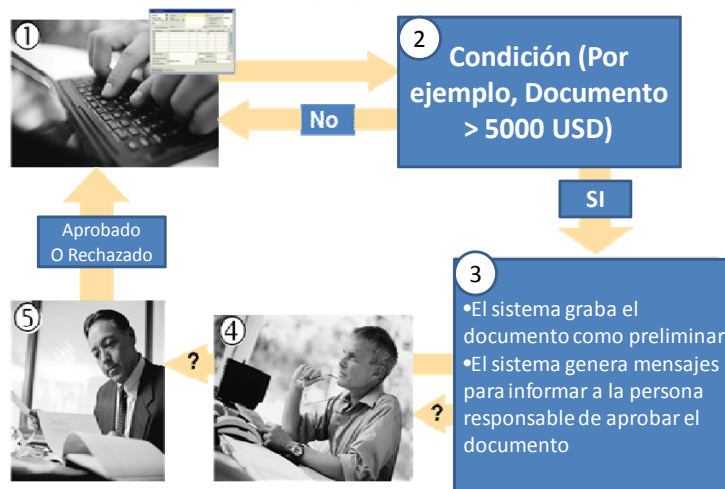 1
2
Condición (Por
ejemplo, Documento
> 5000 USD)
No
SI
Aprobado
O Rechazado
3
•El sistema graba el
documento como preliminar
•El sistema genera mensajes
para informar a la persona
responsable de aprobar el
documento
4
?
?
5